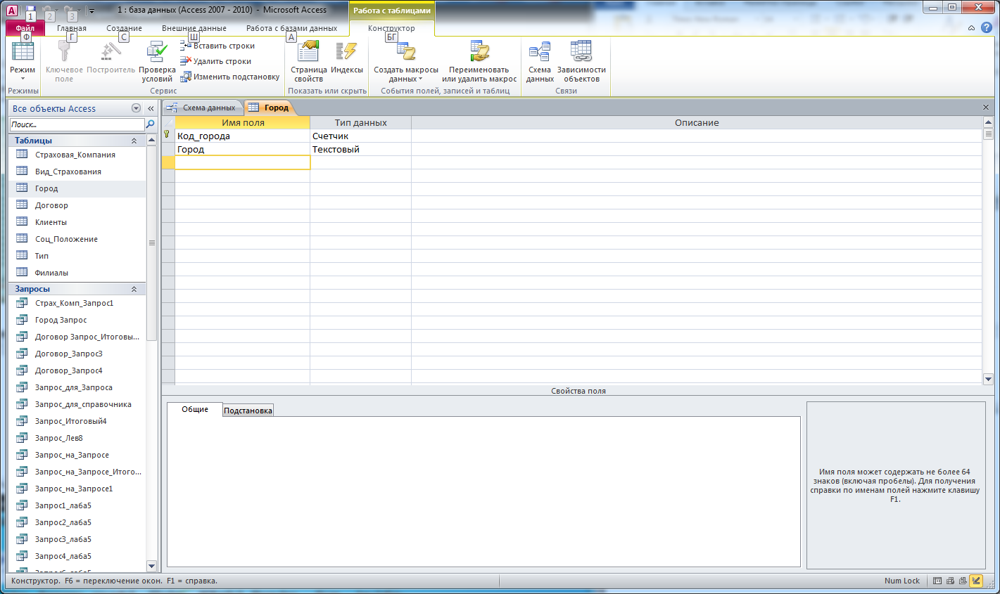 1 : база данных (Access 2007 - 2010) - Microsoft Access
Работа с таблицами
1 2 3
Файл Главная Создание Внешние данные Работа с базами данных Конструктор
Ф Г С Ш А БГ
Режим
Режимы
Ключевое поле
Построитель
Проверка условий
Вставить строки
Удалить строки
Изменить подстановку
Сервис
Страница свойств
Индексы
Показать или скрыть
Создать макросы данных
Переименовать или удалить макрос
События полей, записей и таблиц
Схема данных
Зависимости объектов
Связи
Все объекты Access
Поиск...
Таблицы
Страховая_Компания
Вид_Страхования
Город
Договор
Клиенты
Соц_Положение
Тип
Филиалы
Запросы
Страх_Комп_Запрос1
Город Запрос
Договор Запрос_Итоговы...
Договор_Запрос3
Договор_Запрос4
Запрос_для_Запроса
Запрос_для_справочника
Запрос_Итоговый4
Запрос_Лев8
Запрос_на_Запросе
Запрос_на_Запросе_Итого...
Запрос_на_Запросе1
Запрос1_лаба5
Запрос2_лаба5
Запрос3_лаба5
Запрос4_лаба5
Схема данных Город
Имя поля Тип данных Описание
Код_города Счетчик
Город Текстовый
Свойства поля
Общие Подстановка
Имя поля может содержать не более 64
знаков (включая пробелы). Для получения
справки по именам полей нажмите клавишу
F1.
Конструктор. F6 = переключение окон. F1 = справка.
Num Lock